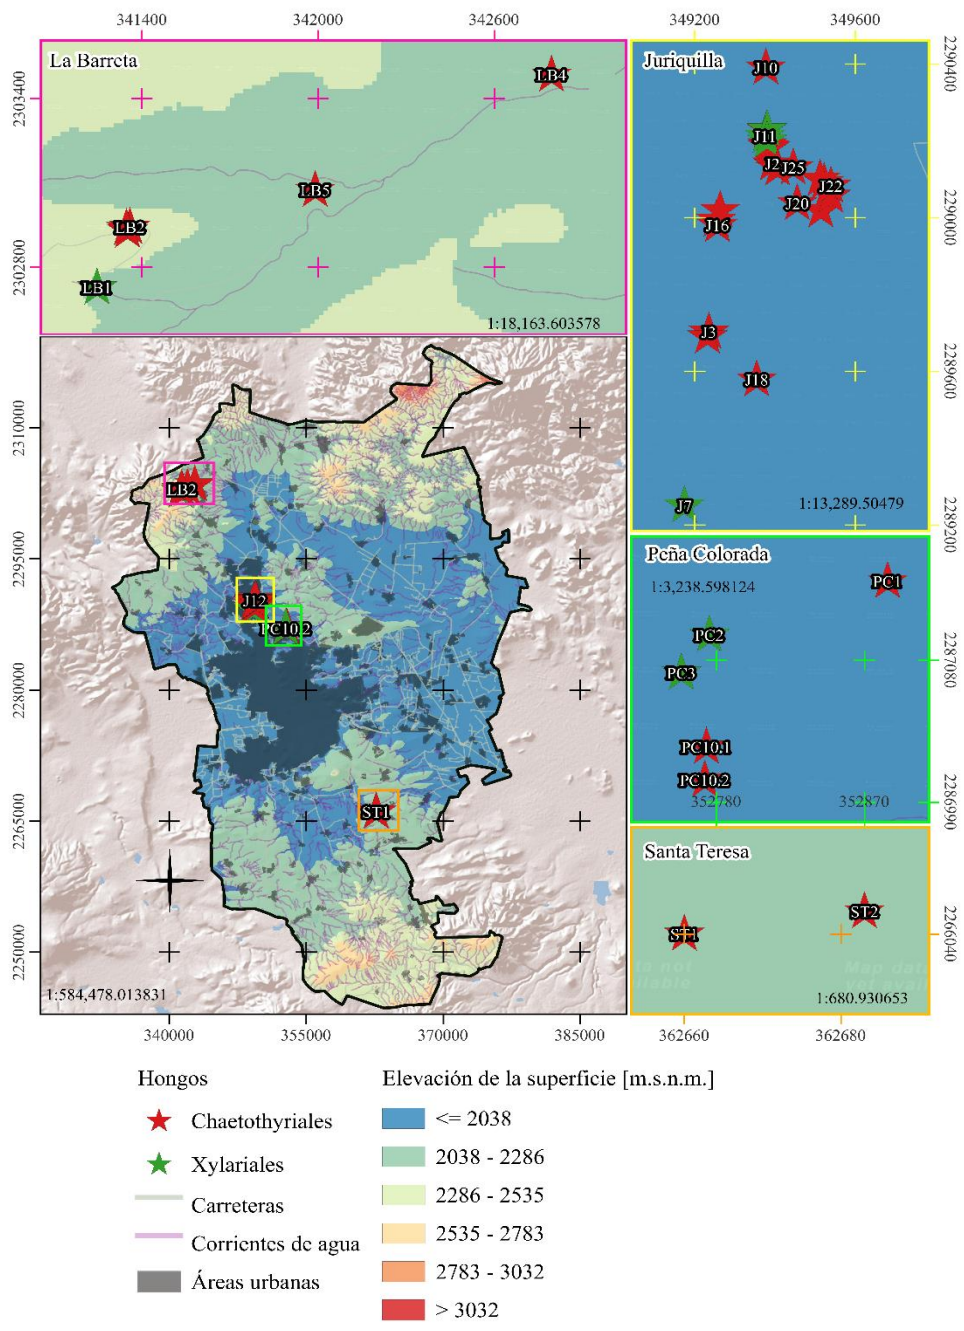 341400 342000 342600 349200 349600
La Barreta
LB4
2303400
LB5
LB2
2302800
LB1
1:18,163.603578
Juriquilla
J10
2290400
J11
J2
J25
J22
J20
2290000
J16
J3
2289600
J18
J7
1:13,289.50479
2289200
2310000
LB2
2295000
J12
PC10.2
2280000
ST1
2265000
2250000
1:584,478.013831
340000 355000 370000 385000
Peña Colorada
1:3,238.598124
PC1
PC2
PC3
2287080
PC10.1
PC10.2
352780 352870
2286990
Santa Teresa
ST2
ST1
2266040
Map data
1:680.930653
362660 362680
Hongos
Chaetothyriales
Xylariales
Carreteras
Corrientes de agua
Áreas urbanas
Elevación de la superficie [m.s.n.m.]
<= 2038
2038 - 2286
2286 - 2535
2535 - 2783
2783 - 3032
> 3032